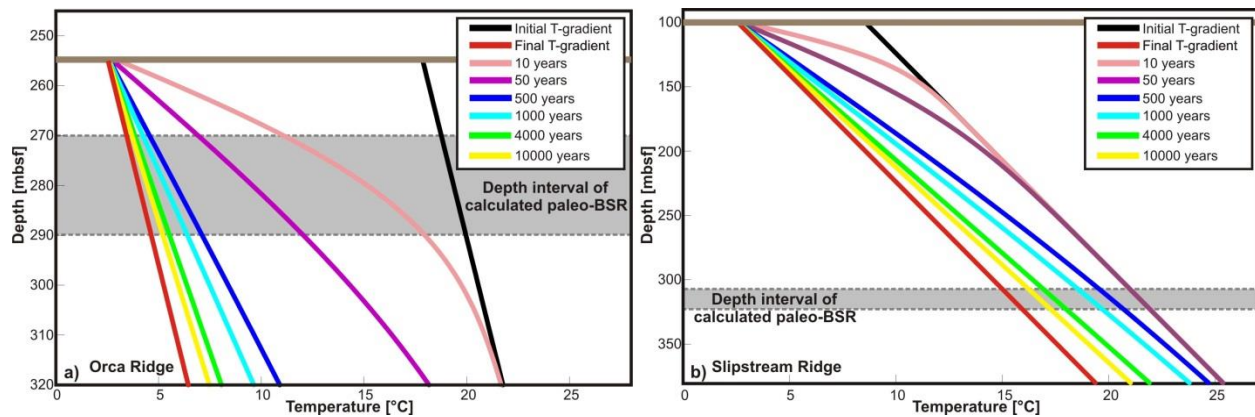 250
260
270
280
290
300
310
320
Depth [mbsf]
Initial T-gradient
Final T-gradient
10 years
50 years
500 years
1000 years
4000 years
10000 years
Depth interval of
calculated paleo-BSR
a) Orca Ridge
0
5
10
15
20
25
Temperature [°C]
100
150
200
250
300
350
Depth [mbsf]
Initial T-gradient
Final T-gradient
10 years
50 years
500 years
1000 years
4000 years
10000 years
Depth interval of
calculated paleo-BSR
b) Slipstream Ridge
0
5
10
15
20
25
Temperature [°C]